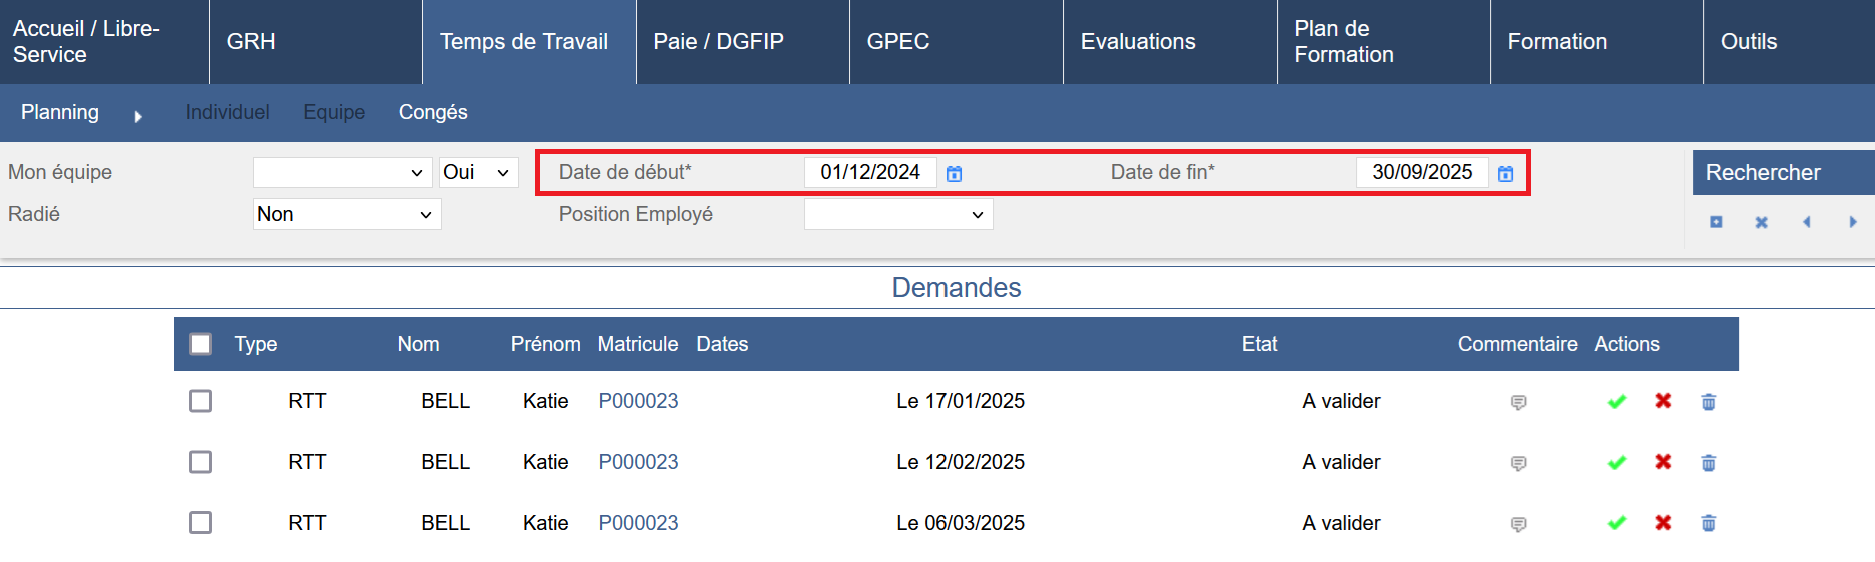 Accueil / Libre-Service GRH Temps de Travail Paie / DGFIP GPEC Evaluations Plan de Formation Formation Outils
Planning Individuel Equipe Congés
Mon équipe Oui Date de début* 01/12/2024 Date de fin* 30/09/2025 Rechercher
Radié Non Position Employé
Demandes
Type Nom Prénom Matricule Dates Etat Commentaire Actions
RTT BELL Katie P000023 Le 17/01/2025 A valider
RTT BELL Katie P000023 Le 12/02/2025 A valider
RTT BELL Katie P000023 Le 06/03/2025 A valider